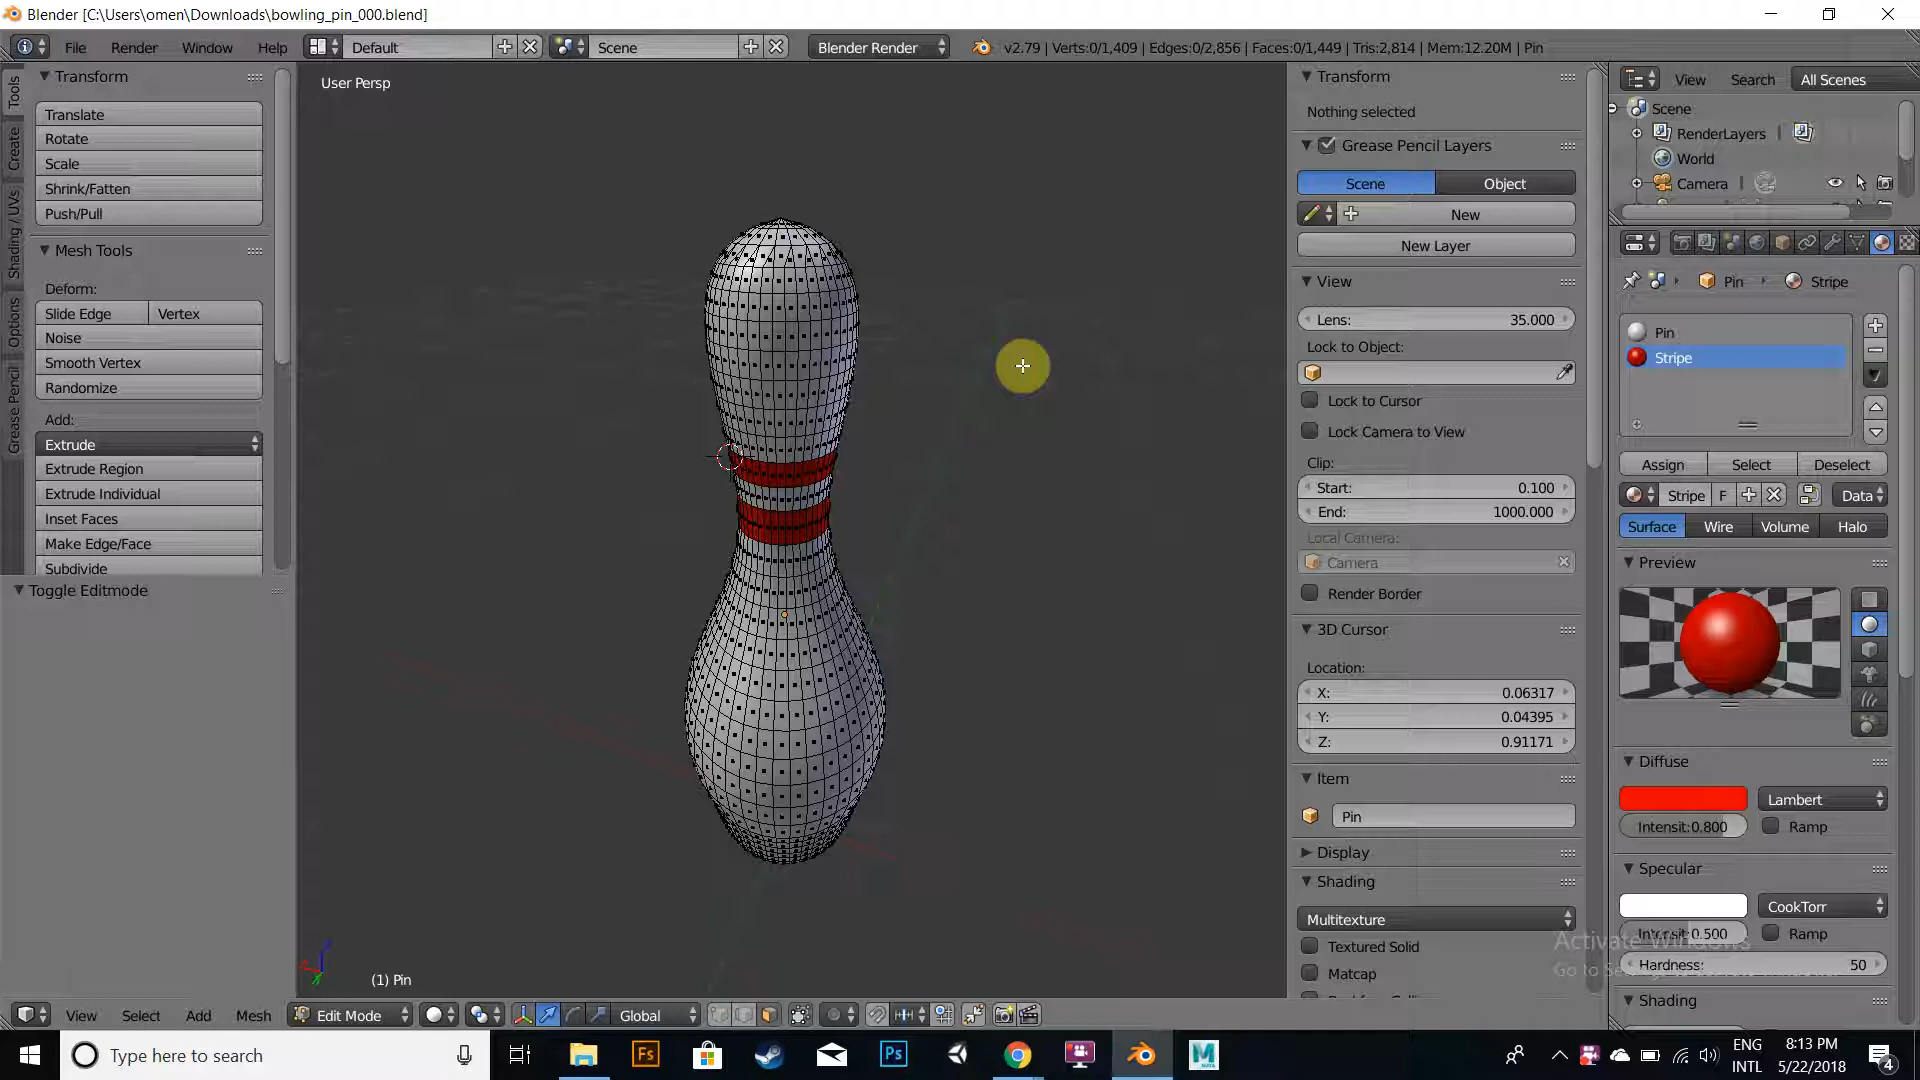 Blender [C:\Users\omen\Downloads\bowling_pin_000.blend]
File Render Window Help Default Scene Blender Render v2.79 | Verts:0/1,409 | Edges:0/2,856 | Faces:0/1,449 | Tris:2,814 | Mem:12.20M | Pin
Tools
Create
Shading / UVs
Options
Grease Pencil
Transform
Translate
Rotate
Scale
Shrink/Fatten
Push/Pull
Mesh Tools
Deform:
Slide Edge Vertex
Noise
Smooth Vertex
Randomize
Add:
Extrude
Extrude Region
Extrude Individual
Inset Faces
Make Edge/Face
Subdivide
Toggle Editmode
User Persp
(1) Pin
Transform
Nothing selected
Grease Pencil Layers
Scene Object
New
New Layer
View
Lens: 35.000
Lock to Object:
Lock to Cursor
Lock Camera to View
Clip:
Start: 0.100
End: 1000.000
Local Camera:
Camera
Render Border
3D Cursor
Location:
X: 0.06317
Y: 0.04395
Z: 0.91171
Item
Pin
Display
Shading
Multitexture
Textured Solid
Matcap
View Search All Scenes
Scene
RenderLayers
World
Camera
Pin Stripe
Pin
Stripe
Assign Select Deselect
Stripe F Data
Surface Wire Volume Halo
Preview
Diffuse
Lambert
Intensit:0.800 Ramp
Specular
CookTorr
Intensit:0.500 Ramp
Hardness: 50
Shading
Activate Windows
View Select Add Mesh Edit Mode Global
Type here to search
Fs
Ps
ENG
INTL
8:13 PM
5/22/2018
4